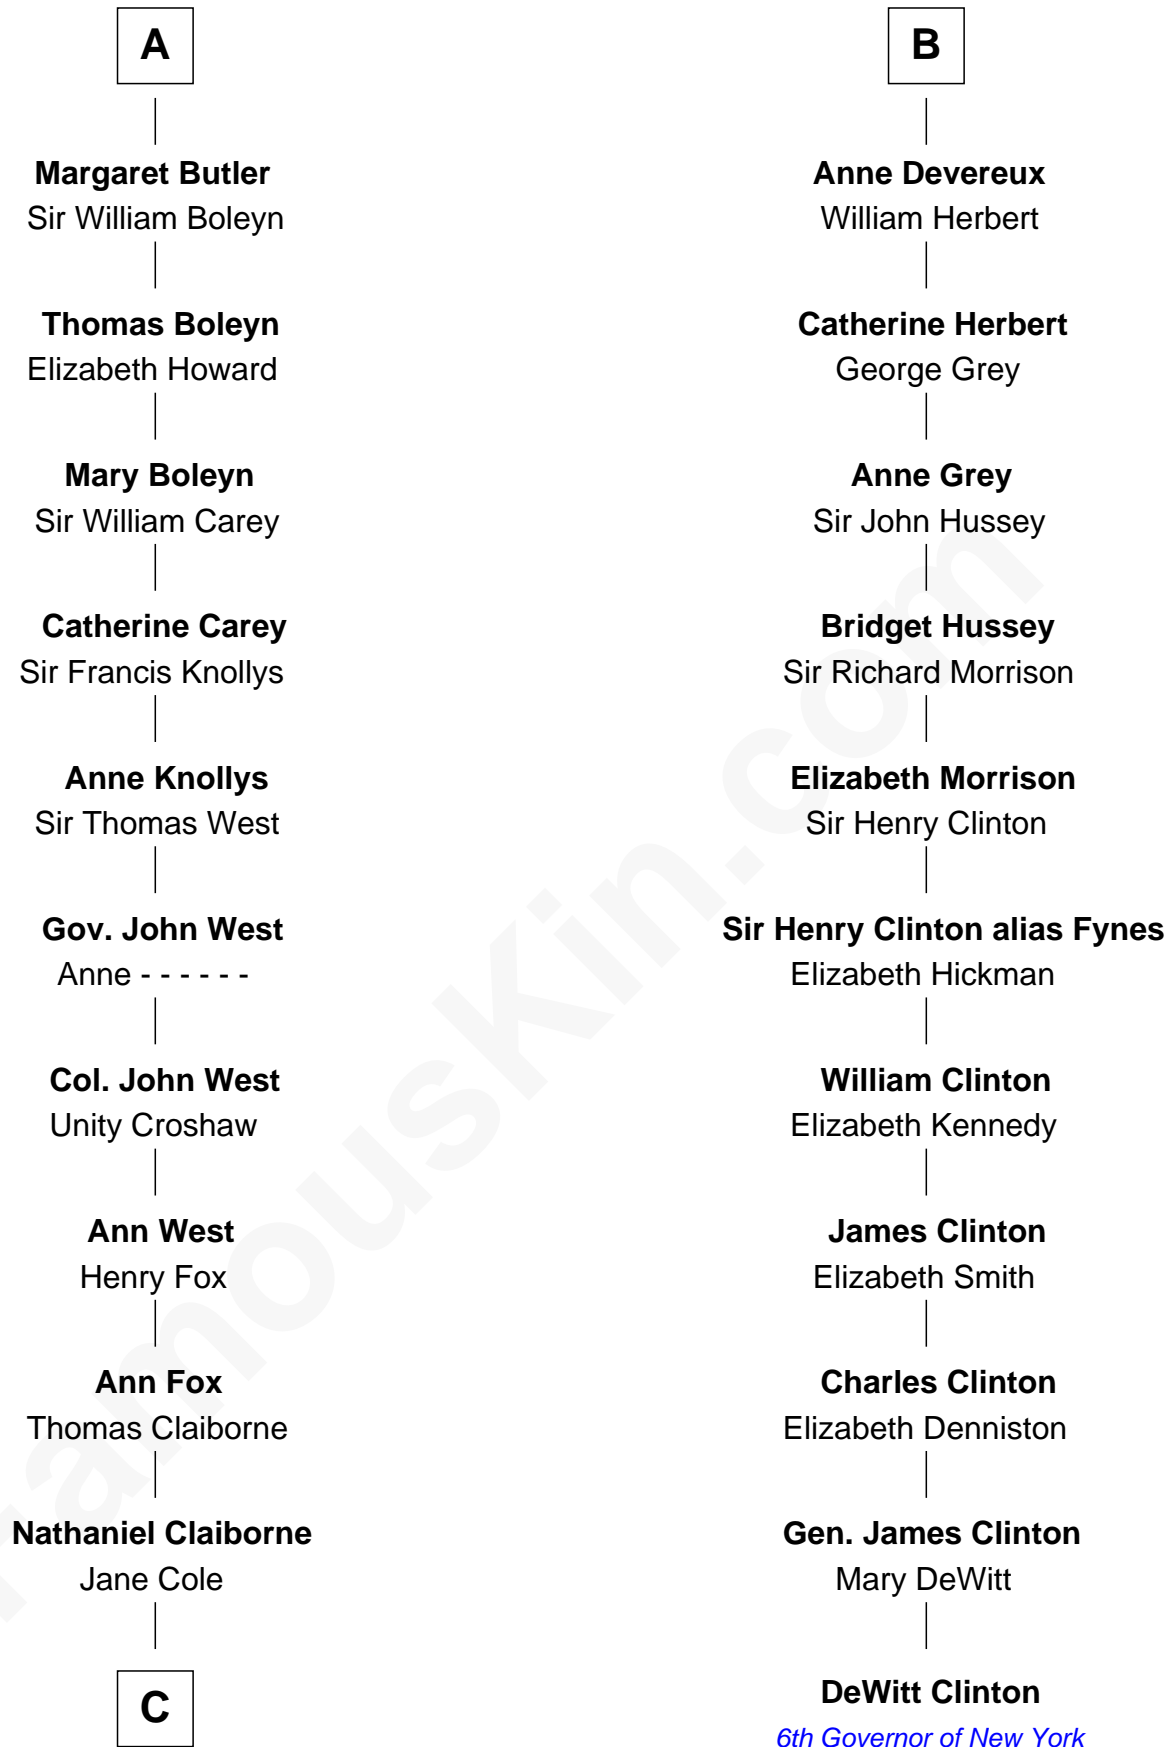 A
Margaret Butler
Sir William Boleyn
Thomas Boleyn
Elizabeth Howard
Mary Boleyn
Sir William Carey
Catherine Carey
Sir Francis Knollys
Anne Knollys
Sir Thomas West
Gov. John West
Anne - - - - - -
Col. John West
Unity Croshaw
Ann West
Henry Fox
Ann Fox
Thomas Claiborne
Nathaniel Claiborne
Jane Cole
C
B
Anne Devereux
William Herbert
Catherine Herbert
George Grey
Anne Grey
Sir John Hussey
Bridget Hussey
Sir Richard Morrison
Elizabeth Morrison
Sir Henry Clinton
Sir Henry Clinton alias Fynes
Elizabeth Hickman
William Clinton
Elizabeth Kennedy
James Clinton
Elizabeth Smith
Charles Clinton
Elizabeth Denniston
Gen. James Clinton
Mary DeWitt
DeWitt Clinton
6th Governor of New York
FamousKin.com